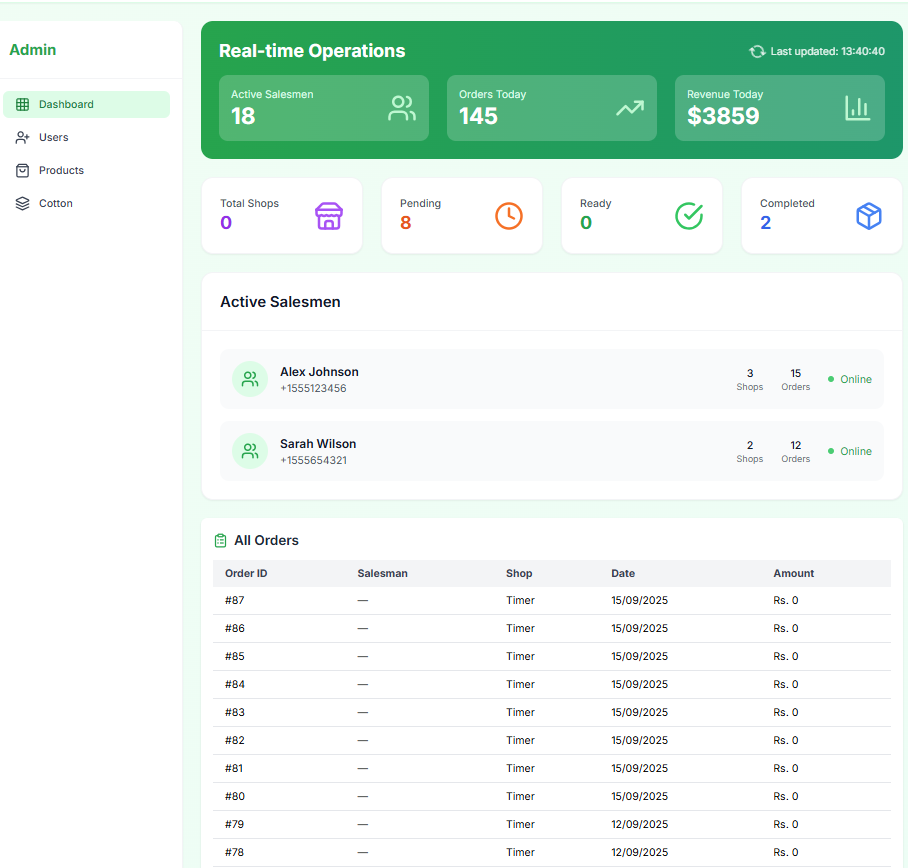 Admin
Dashboard
Users
Products
Cotton
Real-time Operations
Last updated: 13:40:40
Active Salesmen
18
Orders Today
145
Revenue Today
$3859
Total Shops
0
Pending
8
Ready
0
Completed
2
Active Salesmen
Alex Johnson
+1555123456
3
Shops
15
Orders
Online
Sarah Wilson
+1555654321
2
Shops
12
Orders
Online
All Orders
Order ID Salesman Shop Date Amount
#87 — Timer 15/09/2025 Rs. 0
#86 — Timer 15/09/2025 Rs. 0
#85 — Timer 15/09/2025 Rs. 0
#84 — Timer 15/09/2025 Rs. 0
#83 — Timer 15/09/2025 Rs. 0
#82 — Timer 15/09/2025 Rs. 0
#81 — Timer 15/09/2025 Rs. 0
#80 — Timer 15/09/2025 Rs. 0
#79 — Timer 12/09/2025 Rs. 0
#78 — Timer 12/09/2025 Rs. 0